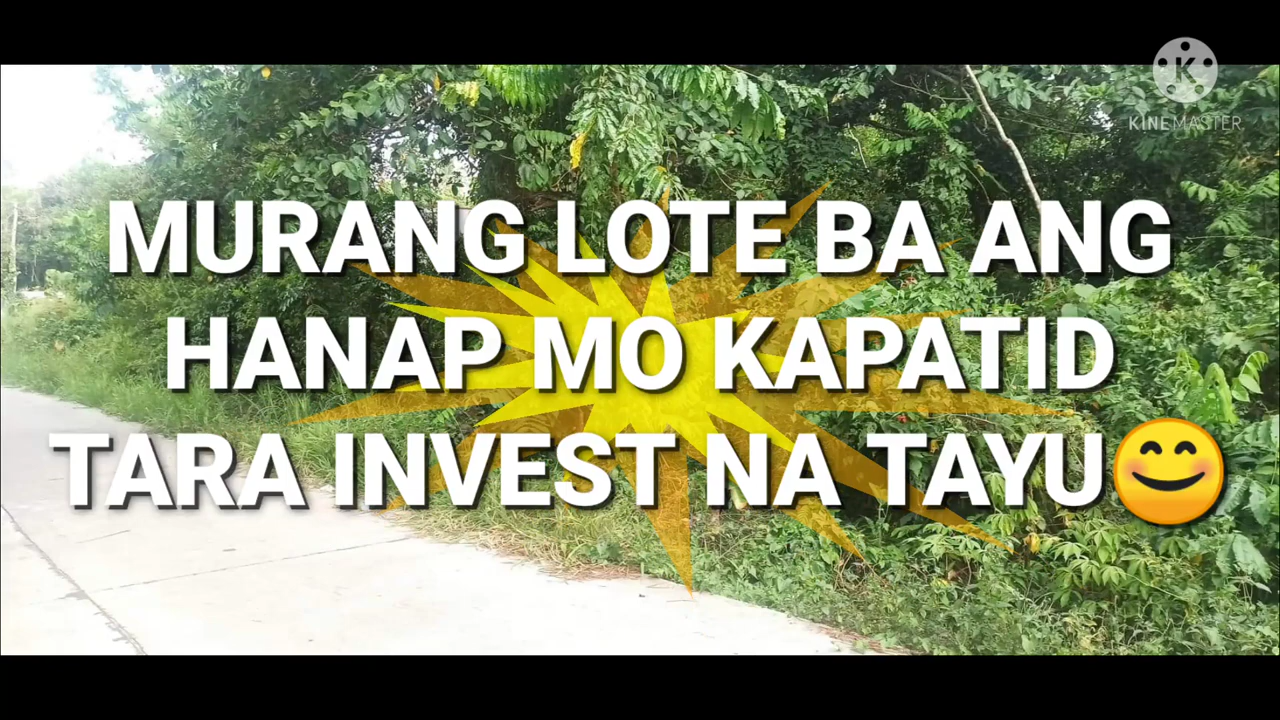 KINEMASTER
MURANG LOTE BA ANG
HANAP MO KAPATID
TARA INVEST NA TAYU😊